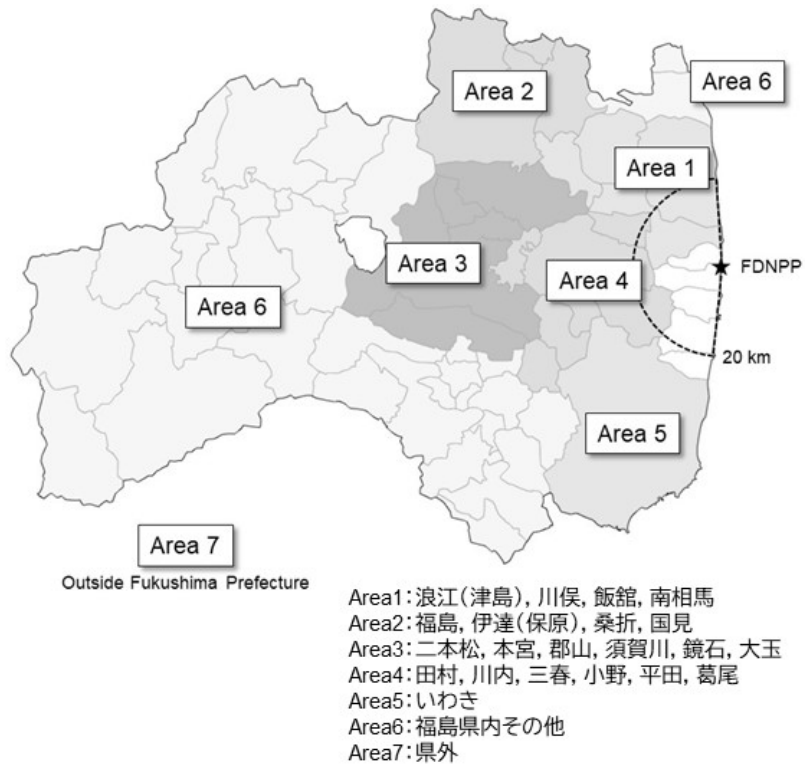 Area 2
Area 6
Area 1
Area 3
Area 4
FDNPP
Area 6
20 km
Area 5
Area 7
Outside Fukushima Prefecture
Area1:浪江(津島), 川俣, 飯舘, 南相馬
Area2:福島, 伊達(保原), 桑折, 国見
Area3:二本松, 本宮, 郡山, 須賀川, 鏡石, 大玉
Area4:田村, 川内, 三春, 小野, 平田, 葛尾
Area5:いわき
Area6:福島県内その他
Area7:県外